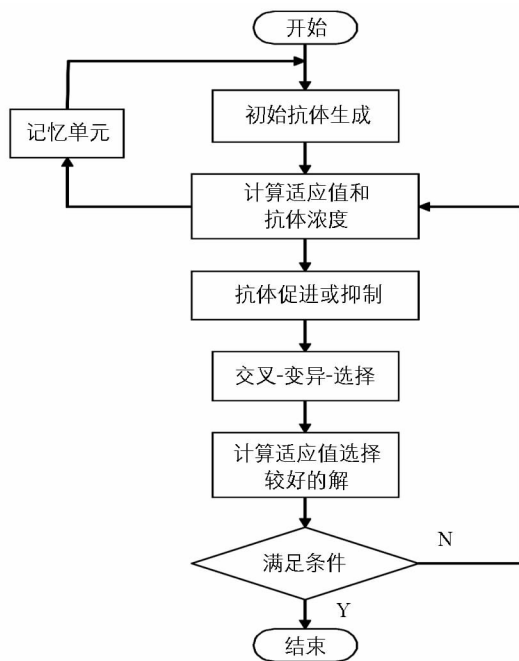 开始
初始抗体生成
记忆单元
计算适应值和
抗体浓度
抗体促进或抑制
交叉-变异-选择
计算适应值选择
较好的解
满足条件
N
Y
结束